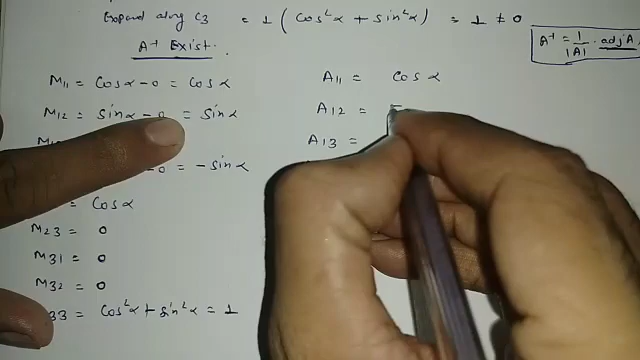 Expand along C3 = 1 (cos²α + sin²α) = 1 ≠ 0
A⁻¹ Exist.
A⁻¹ = 1/|A| . adjA
M11 = cosα-0 = cosα
A11 = cosα
M12 = sinα-0 = sinα
A12 =
A13 =
-0 = -sinα
= cosα
M23 = 0
M31 = 0
M32 = 0
33 = cos²α + sin²α = 1